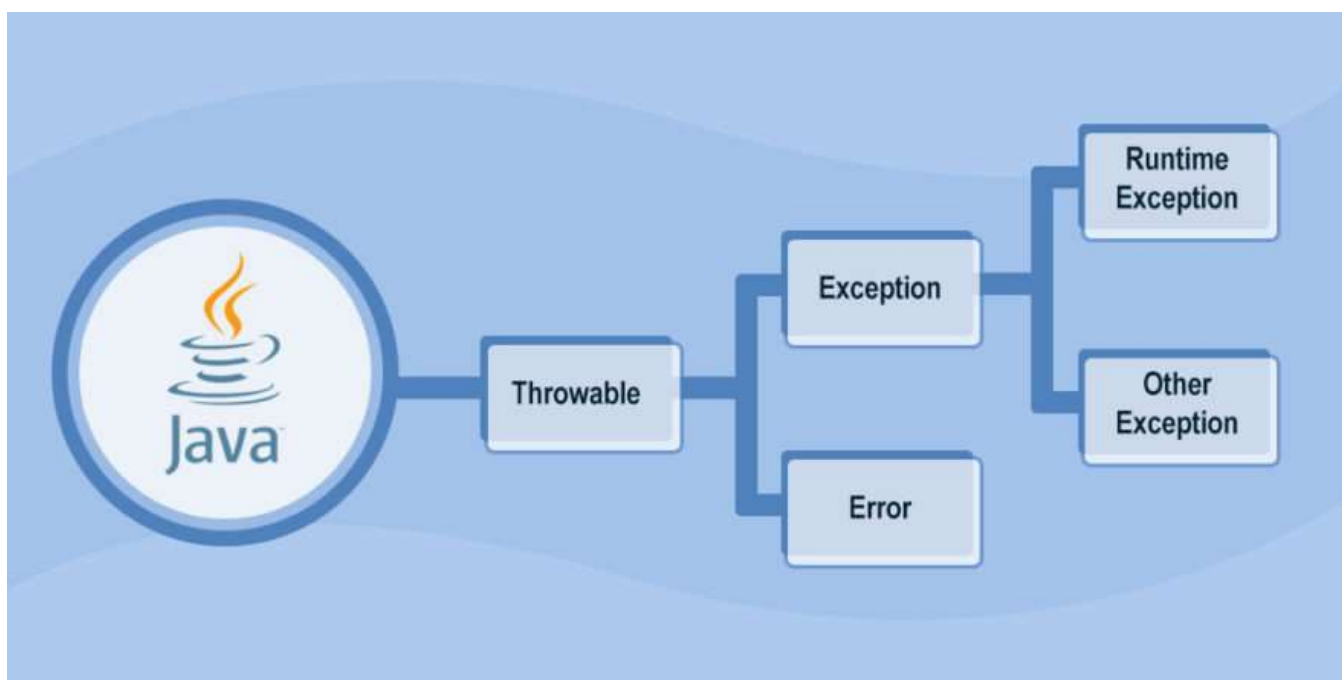 Java
Throwable
Exception
Error
Runtime
Exception
Other
Exception